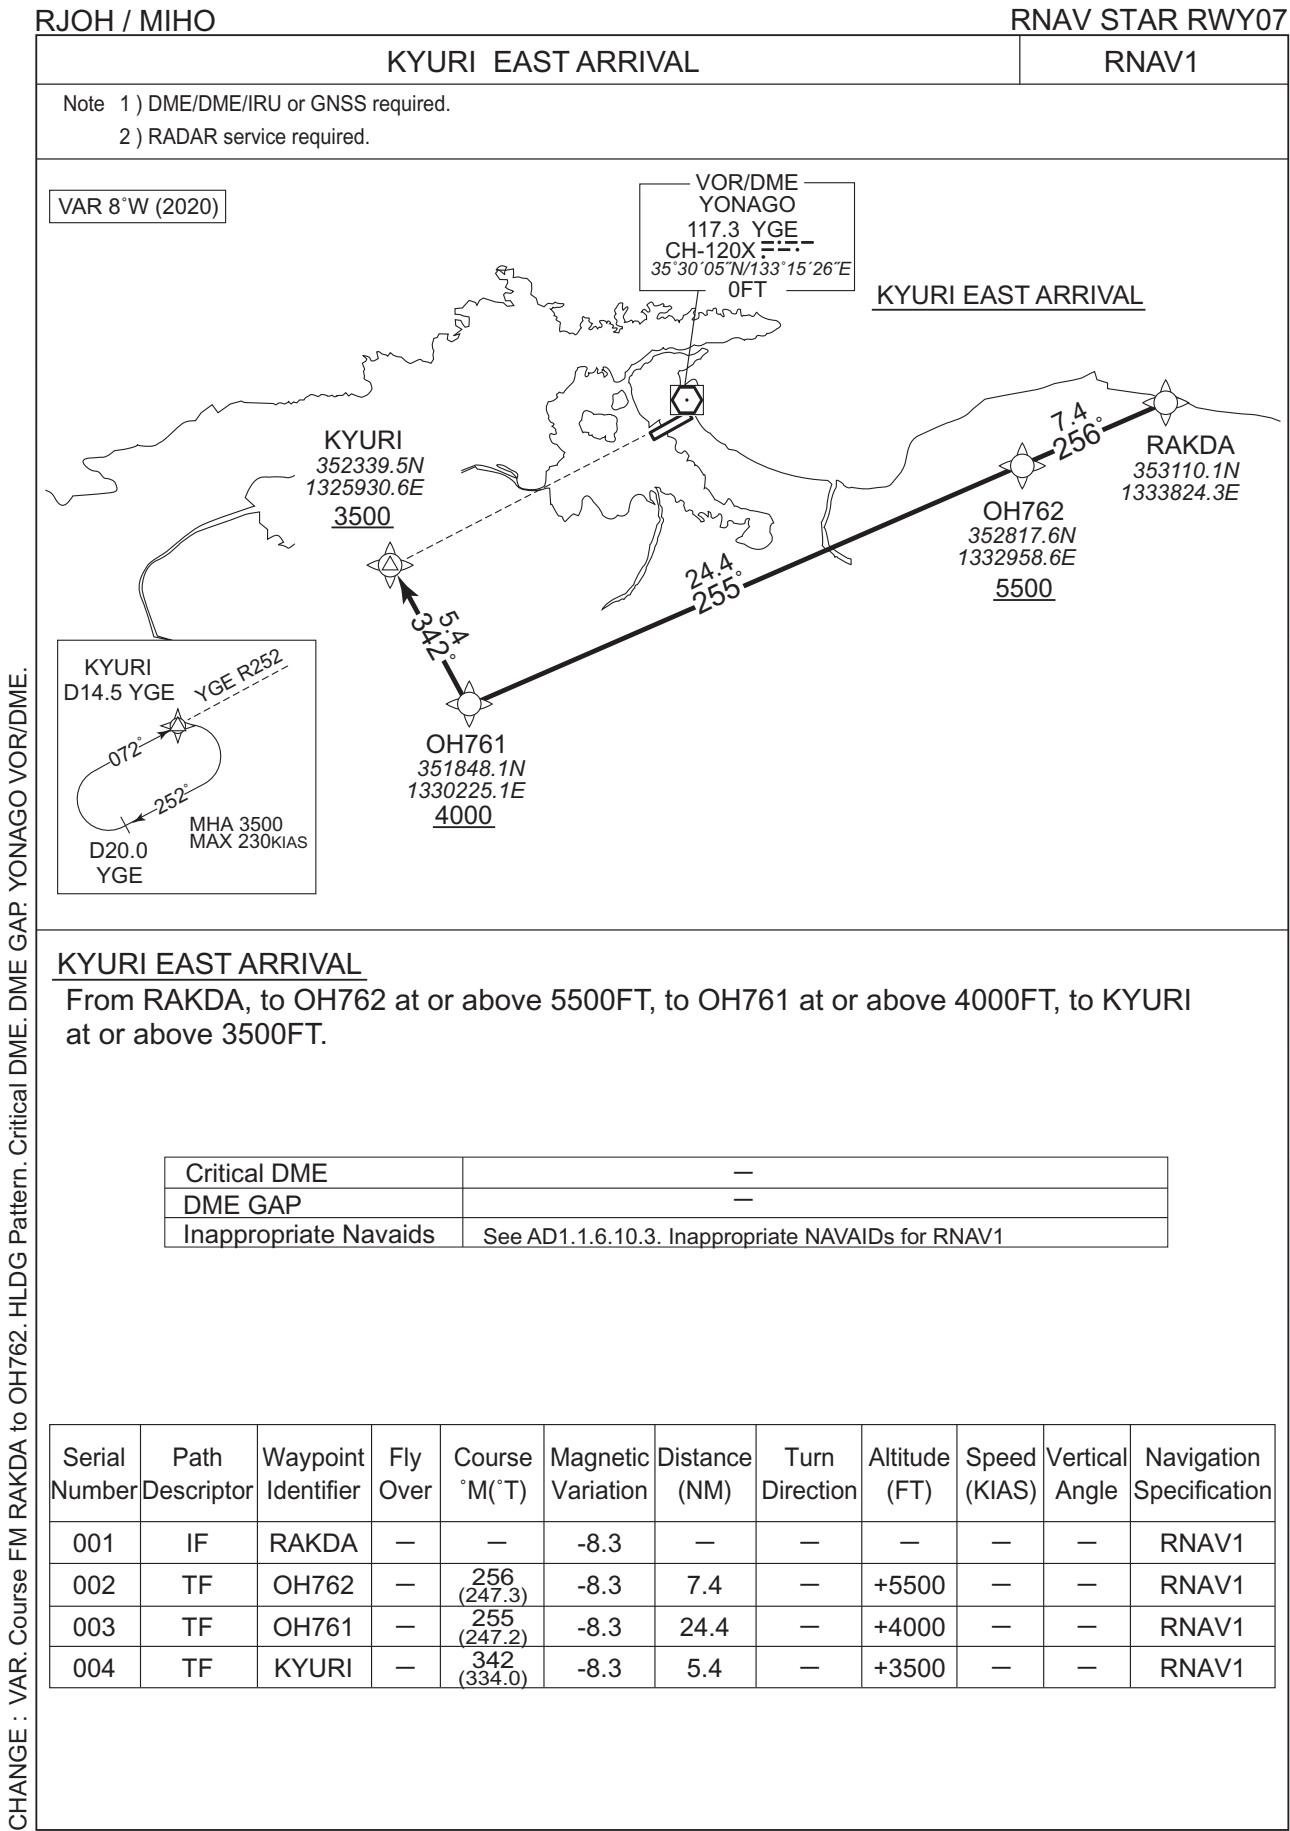 RJOH / MIHO
RNAV STAR RWY07
KYURI EAST ARRIVAL
RNAV1
Note 1 ) DME/DME/IRU or GNSS required.
2 ) RADAR service required.
VAR 8˚W (2020)
VOR/DME
YONAGO
117.3 YGE
CH-120X
35˚30´05˝N/133˚15´26˝E
0FT
KYURI EAST ARRIVAL
KYURI
352339.5N
1325930.6E
3500
7.4
256˚
RAKDA
353110.1N
1333824.3E
OH762
352817.6N
1332958.6E
5500
24.4
255˚
5.4
342˚
OH761
351848.1N
1330225.1E
4000
KYURI
D14.5 YGE
YGE R252
072˚
252˚
MHA 3500
MAX 230KIAS
D20.0
YGE
KYURI EAST ARRIVAL
From RAKDA, to OH762 at or above 5500FT, to OH761 at or above 4000FT, to KYURI
at or above 3500FT.
Critical DME —
DME GAP —
Inappropriate Navaids See AD1.1.6.10.3. Inappropriate NAVAIDs for RNAV1
Serial Path Waypoint Fly Course Magnetic Distance Turn Altitude Speed Vertical Navigation
Number Descriptor Identifier Over ˚M(˚T) Variation (NM) Direction (FT) (KIAS) Angle Specification
001 IF RAKDA — — -8.3 — — — — — RNAV1
002 TF OH762 — 256 (247.3) -8.3 7.4 — +5500 — — RNAV1
003 TF OH761 — 255 (247.2) -8.3 24.4 — +4000 — — RNAV1
004 TF KYURI — 342 (334.0) -8.3 5.4 — +3500 — — RNAV1
CHANGE : VAR. Course FM RAKDA to OH762. HLDG Pattern. Critical DME. DME GAP. YONAGO VOR/DME.